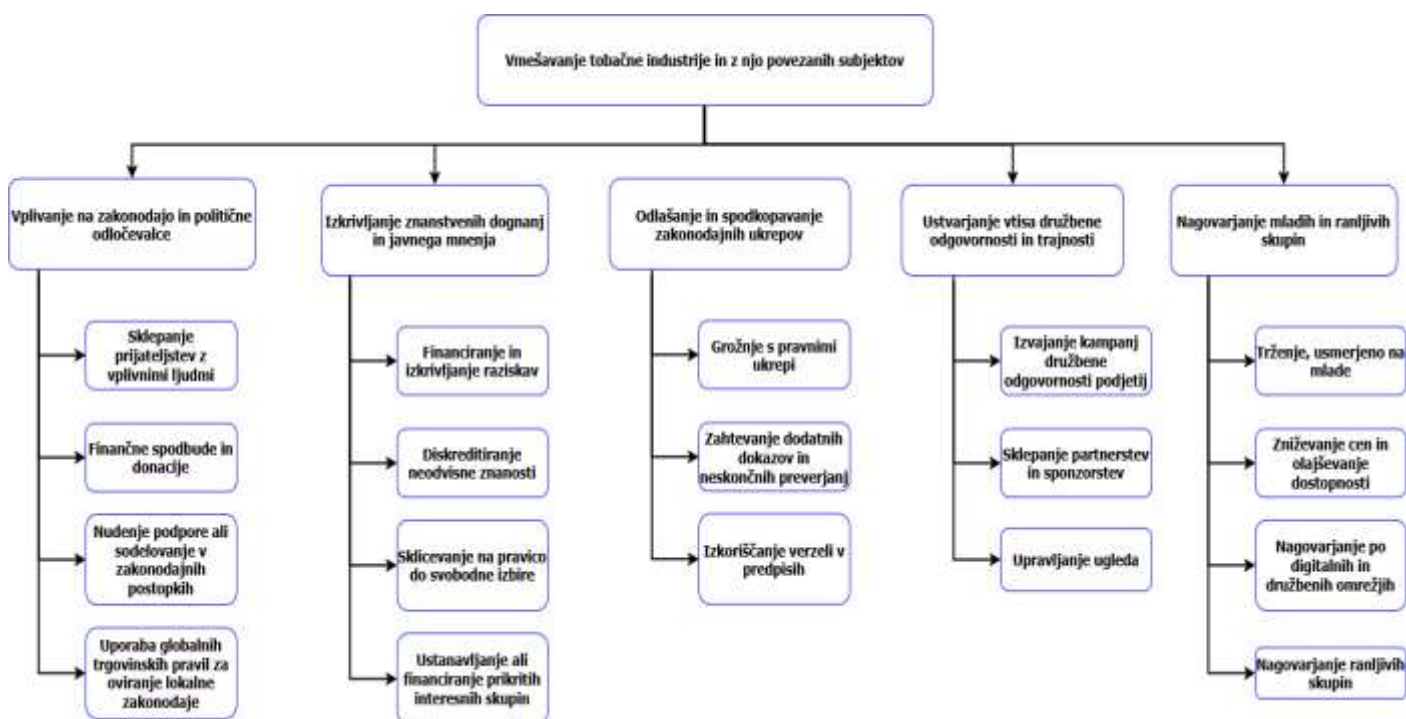 Vmešavanje tobačne industrije in z njo povezanih subjektov
Vplivanje na zakonodajo in politične
odločevalce
Sklepanje
prijateljstev z
vplivnimi ljudmi
Finančne spodbude in
donacije
Nudenje podpore ali
sodelovanje v
zakonodajnih
postopkih
Uporaba globalnih
trgovinskih pravil za
oviranje lokalne
zakonodaje
Izkrivljanje znanstvenih dognanj
in javnega mnenja
Financiranje in
izkrivljanje raziskav
Diskreditiranje
neodvisne znanosti
Sklicevanje na pravico
do svobodne izbire
Ustanavljanje ali
financiranje prikritih
interesnih skupin
Odlašanje in spodkopavanje
zakonodajnih ukrepov
Grožnje s pravnimi
ukrepi
Zahtevanje dodatnih
dokazov in
neskončnih preverjanj
Izkoriščanje verzeli v
predpisih
Ustvarjanje vtisa družbene
odgovornosti in trajnosti
Izvajanje kampanj
družbene
odgovornosti podjetij
Sklepanje partnerstev
in sponzorstev
Upravljanje ugleda
Nagovarjanje mladih in ranljivih
skupin
Trženje, usmerjeno na
mlade
Zniževanje cen in
olajševanje
dostopnosti
Nagovarjanje po
digitalnih in
družbenih omrežjih
Nagovarjanje ranljivih
skupin